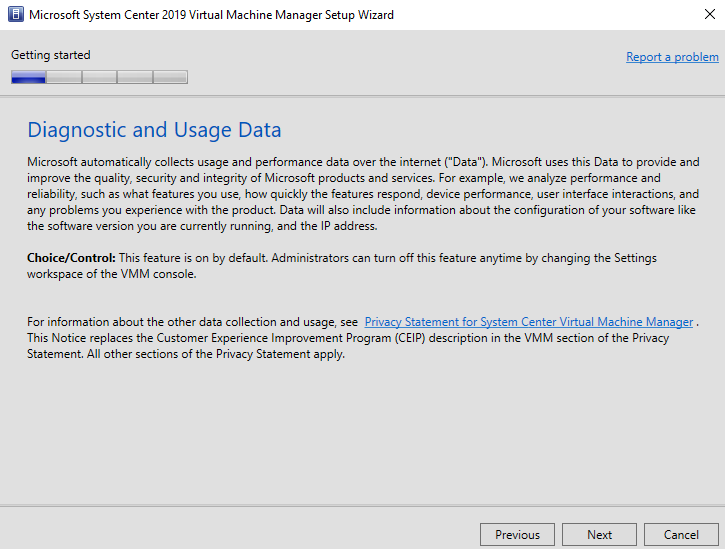 Microsoft System Center 2019 Virtual Machine Manager Setup Wizard
Getting started
Report a problem
Diagnostic and Usage Data
Microsoft automatically collects usage and performance data over the internet ("Data"). Microsoft uses this Data to provide and
improve the quality, security and integrity of Microsoft products and services. For example, we analyze performance and
reliability, such as what features you use, how quickly the features respond, device performance, user interface interactions, and
any problems you experience with the product. Data will also include information about the configuration of your software like
the software version you are currently running, and the IP address.
Choice/Control: This feature is on by default. Administrators can turn off this feature anytime by changing the Settings
workspace of the VMM console.
For information about the other data collection and usage, see Privacy Statement for System Center Virtual Machine Manager .
This Notice replaces the Customer Experience Improvement Program (CEIP) description in the VMM section of the Privacy
Statement. All other sections of the Privacy Statement apply.
Previous
Next
Cancel